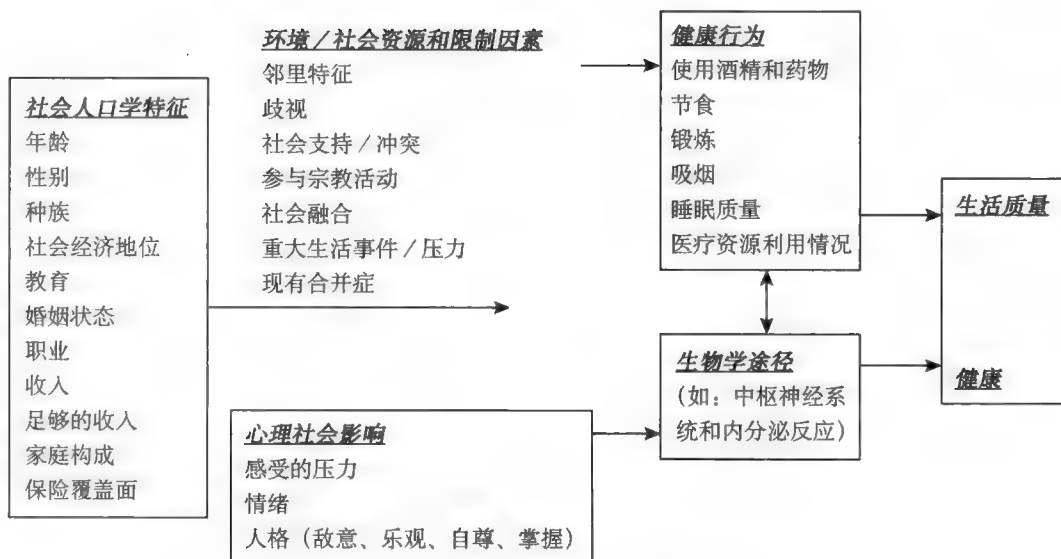 社会人口学特征
年龄
性别
种族
社会经济地位
教育
婚姻状态
职业
收入
足够的收入
家庭构成
保险覆盖面
环境／社会资源和限制因素
邻里特征
歧视
社会支持／冲突
参与宗教活动
社会融合
重大生活事件／压力
现有合并症
心理社会影响
感受的压力
情绪
人格（敌意、乐观、自尊、掌握）
健康行为
使用酒精和药物
节食
锻炼
吸烟
睡眠质量
医疗资源利用情况
生物学途径
（如：中枢神经系
统和内分泌反应）
生活质量
健康